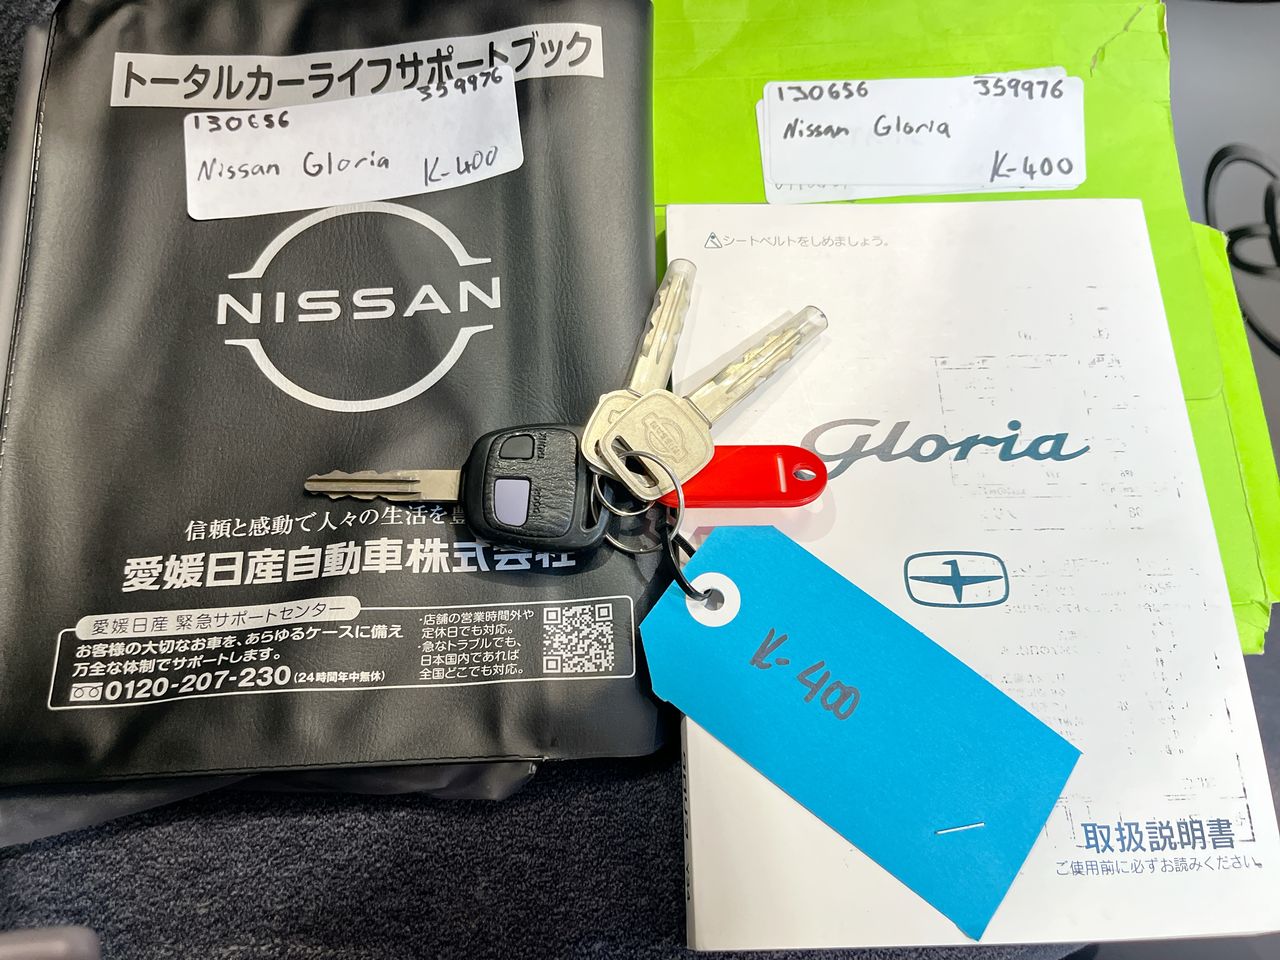 トータルカーライフサポートブック
130656 359976
Nissan Gloria K-400
NISSAN
信頼と感動で人々の生活を豊
愛媛日産自動車株式会社
愛媛日産 緊急サポートセンター
お客様の大切なお車を、あらゆるケースに備え
万全な体制でサポートします。
0120-207-230(24時間年中無休)
・店舗の営業時間外や
定休日でも対応。
・急なトラブルでも、
日本国内であれば
全国どこでも対応。
130656 359976
Nissan Gloria
K-400
シートベルトをしめましょう。
Gloria
取扱説明書
ご使用前に必ずお読みください。
TRUNK
DOOR
NISSAN
K-400